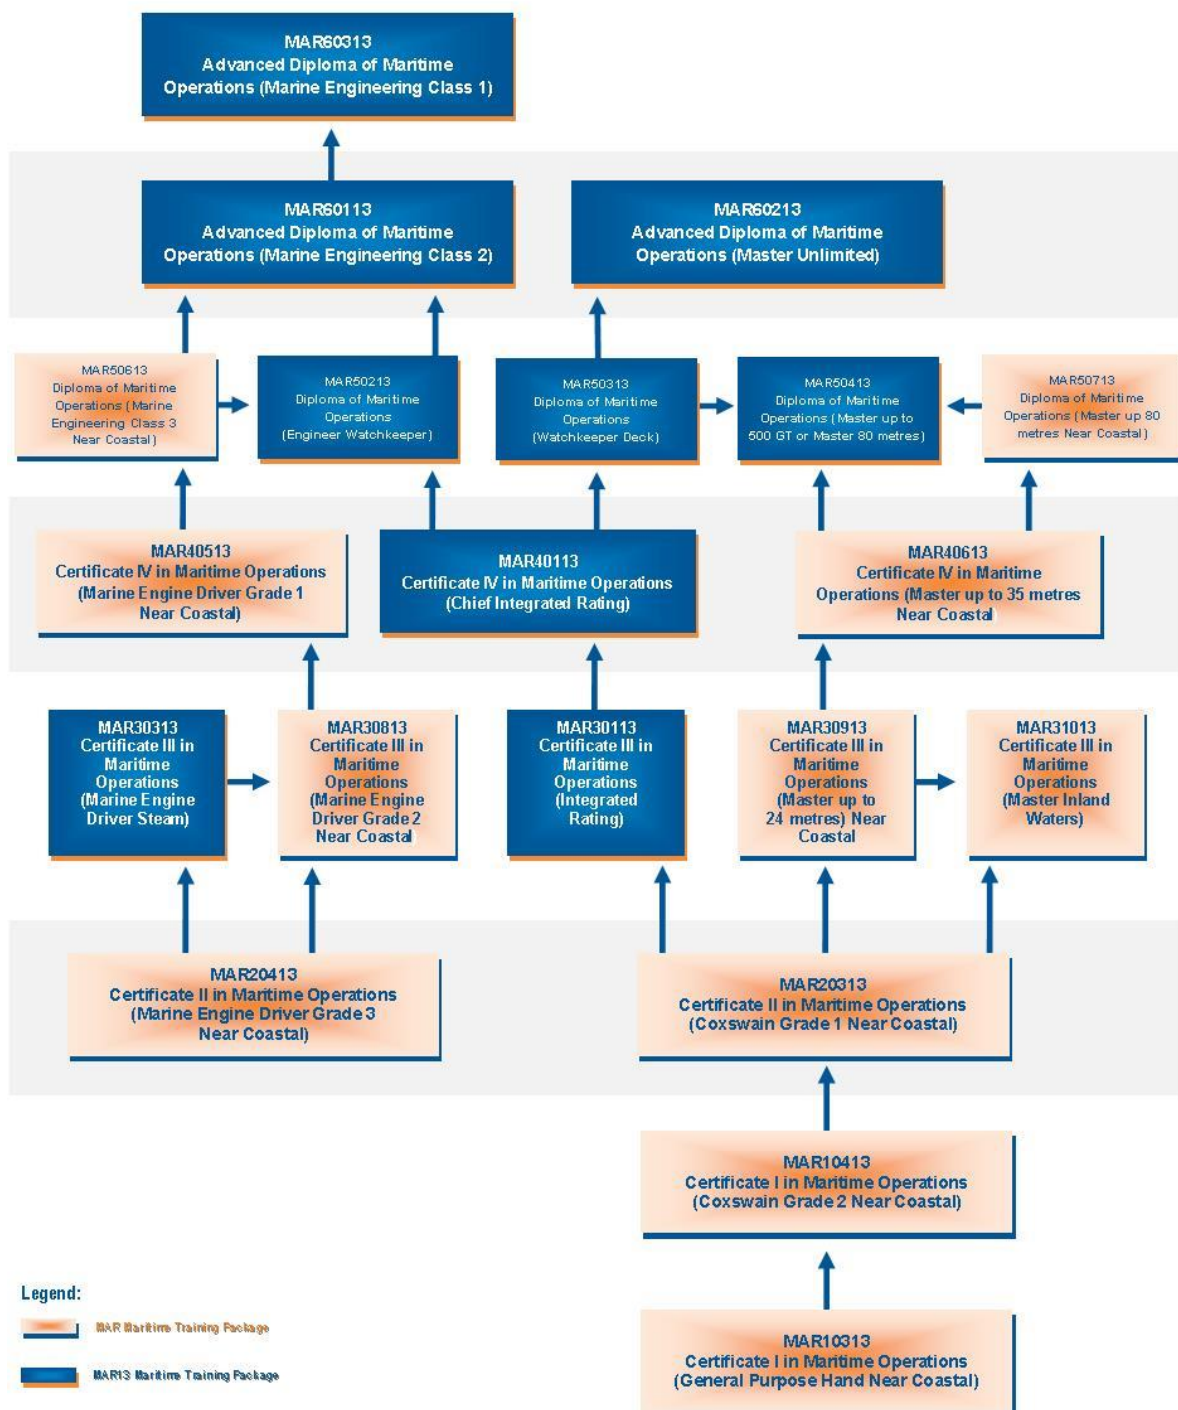 MAR60313
Advanced Diploma of Maritime
Operations (Marine Engineering Class 1)
MAR60113
Advanced Diploma of Maritime
Operations (Marine Engineering Class 2)
MAR60213
Advanced Diploma of Maritime
Operations (Master Unlimited)
MAR50613
Diploma of Maritime
Operations (Marine
Engineering Class 3
Near Coastal)
MAR50213
Diploma of Maritime
Operations
(Engineer Watchkeeper)
MAR50313
Diploma of Maritime
Operations
(Watchkeeper Deck)
MAR50413
Diploma of Maritime
Operations (Master up to
500 GT or Master 80 metres)
MAR50713
Diploma of Maritime
Operations (Master up 80
metres Near Coastal)
MAR40513
Certificate IV in Maritime Operations
(Marine Engine Driver Grade 1
Near Coastal)
MAR40113
Certificate IV in Maritime Operations
(Chief Integrated Rating)
MAR40613
Certificate IV in Maritime
Operations (Master up to 35 metres
Near Coastal)
MAR30313
Certificate III in
Maritime
Operations
(Marine Engine
Driver Steam)
MAR30813
Certificate III in
Maritime
Operations
(Marine Engine
Driver Grade 2
Near Coastal)
MAR30113
Certificate III in
Maritime
Operations
(Integrated
Rating)
MAR30913
Certificate III in
Maritime
Operations
(Master up to
24 metres) Near
Coastal
MAR31013
Certificate III in
Maritime
Operations
(Master Inland
Waters)
MAR20413
Certificate II in Maritime Operations
(Marine Engine Driver Grade 3
Near Coastal)
MAR20313
Certificate II in Maritime Operations
(Coxswain Grade 1 Near Coastal)
MAR10413
Certificate I in Maritime Operations
(Coxswain Grade 2 Near Coastal)
MAR10313
Certificate I in Maritime Operations
(General Purpose Hand Near Coastal)
Legend:
MAR Maritime Training Package
MAR13 Maritime Training Package